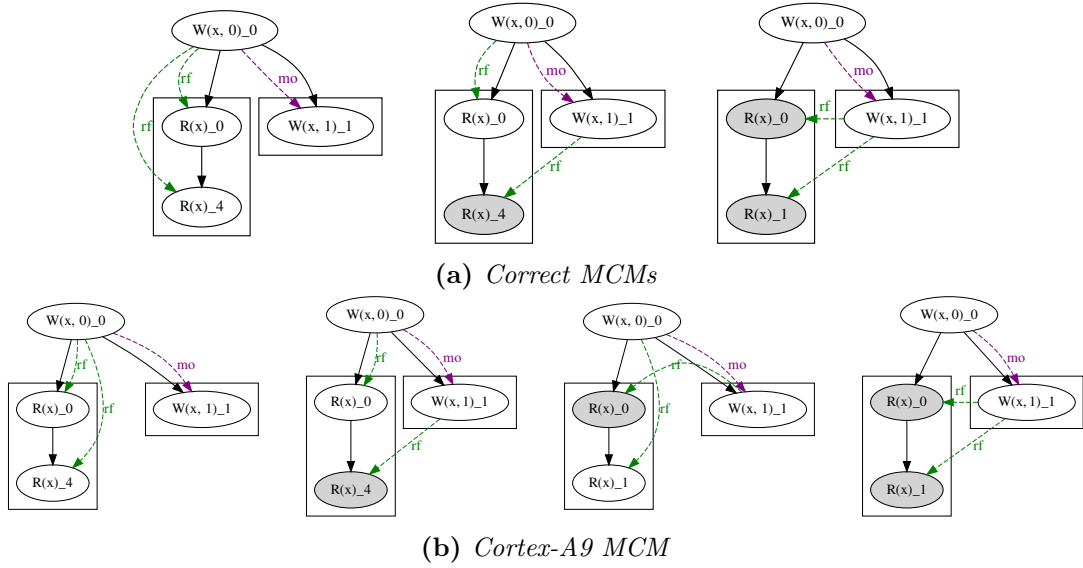 W(x, 0)_0 W(x, 0)_0 W(x, 0)_0
rf rf mo rf mo mo
R(x)_0 W(x, 1)_1 R(x)_0 W(x, 1)_1 R(x)_0 rf W(x, 1)_1
rf rf
R(x)_4 R(x)_4 R(x)_1
(a) Correct MCMs
W(x, 0)_0 W(x, 0)_0 W(x, 0)_0 W(x, 0)_0
rf mo rf mo rf mo mo
R(x)_0 rf W(x, 1)_1 R(x)_0 W(x, 1)_1 R(x)_0 rf W(x, 1)_1 R(x)_0 rf W(x, 1)_1
R(x)_4 R(x)_4 rf R(x)_1 R(x)_1 rf
(b) Cortex-A9 MCM